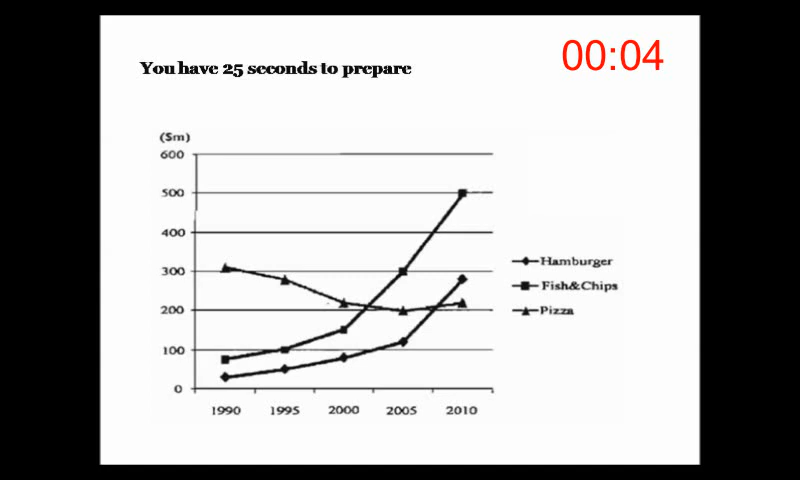 You have 25 seconds to prepare
00:04
($m)
600
500
400
300
200
100
0
1990 1995 2000 2005 2010
Hamburger
Fish&Chips
Pizza